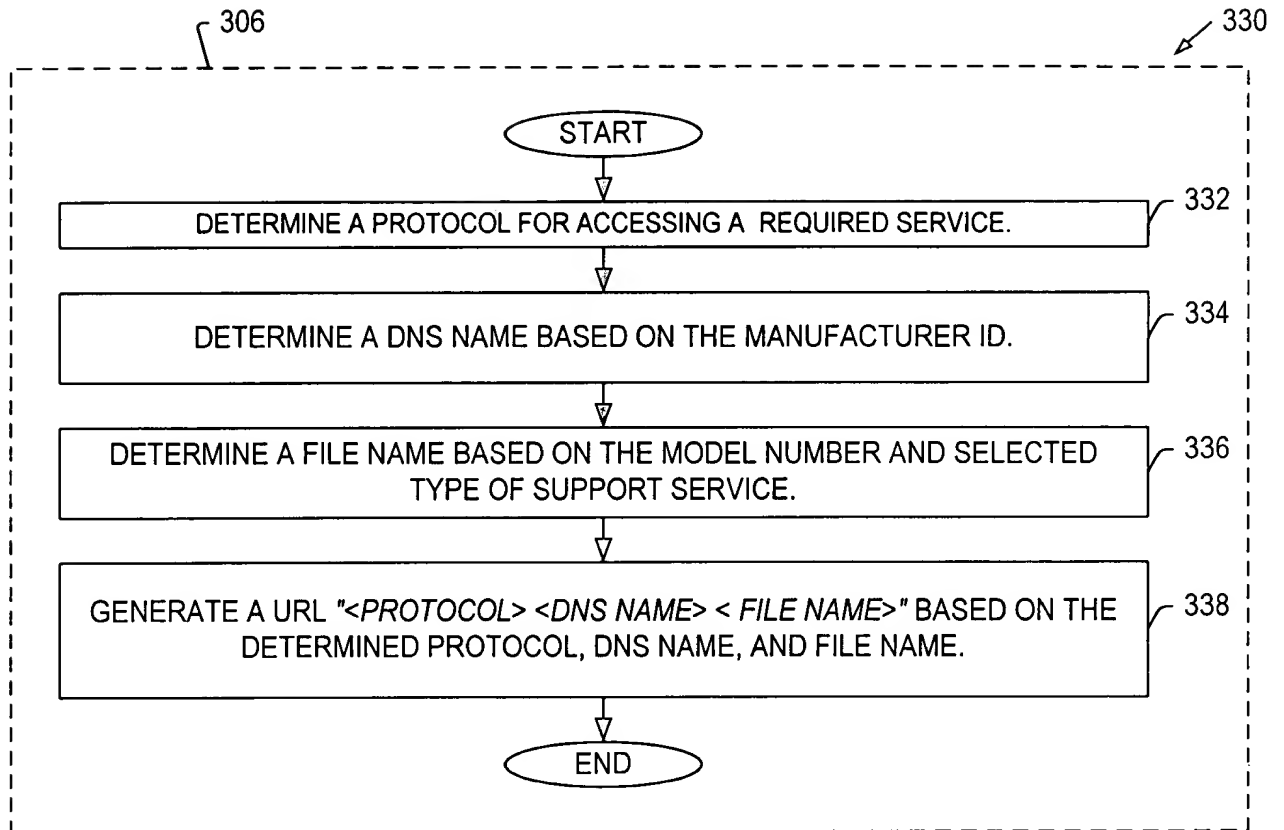 306
330
START
DETERMINE A PROTOCOL FOR ACCESSING A REQUIRED SERVICE.
332
DETERMINE A DNS NAME BASED ON THE MANUFACTURER ID.
334
DETERMINE A FILE NAME BASED ON THE MODEL NUMBER AND SELECTED
TYPE OF SUPPORT SERVICE.
336
GENERATE A URL "<PROTOCOL> <DNS NAME> < FILE NAME>" BASED ON THE
DETERMINED PROTOCOL, DNS NAME, AND FILE NAME.
338
END